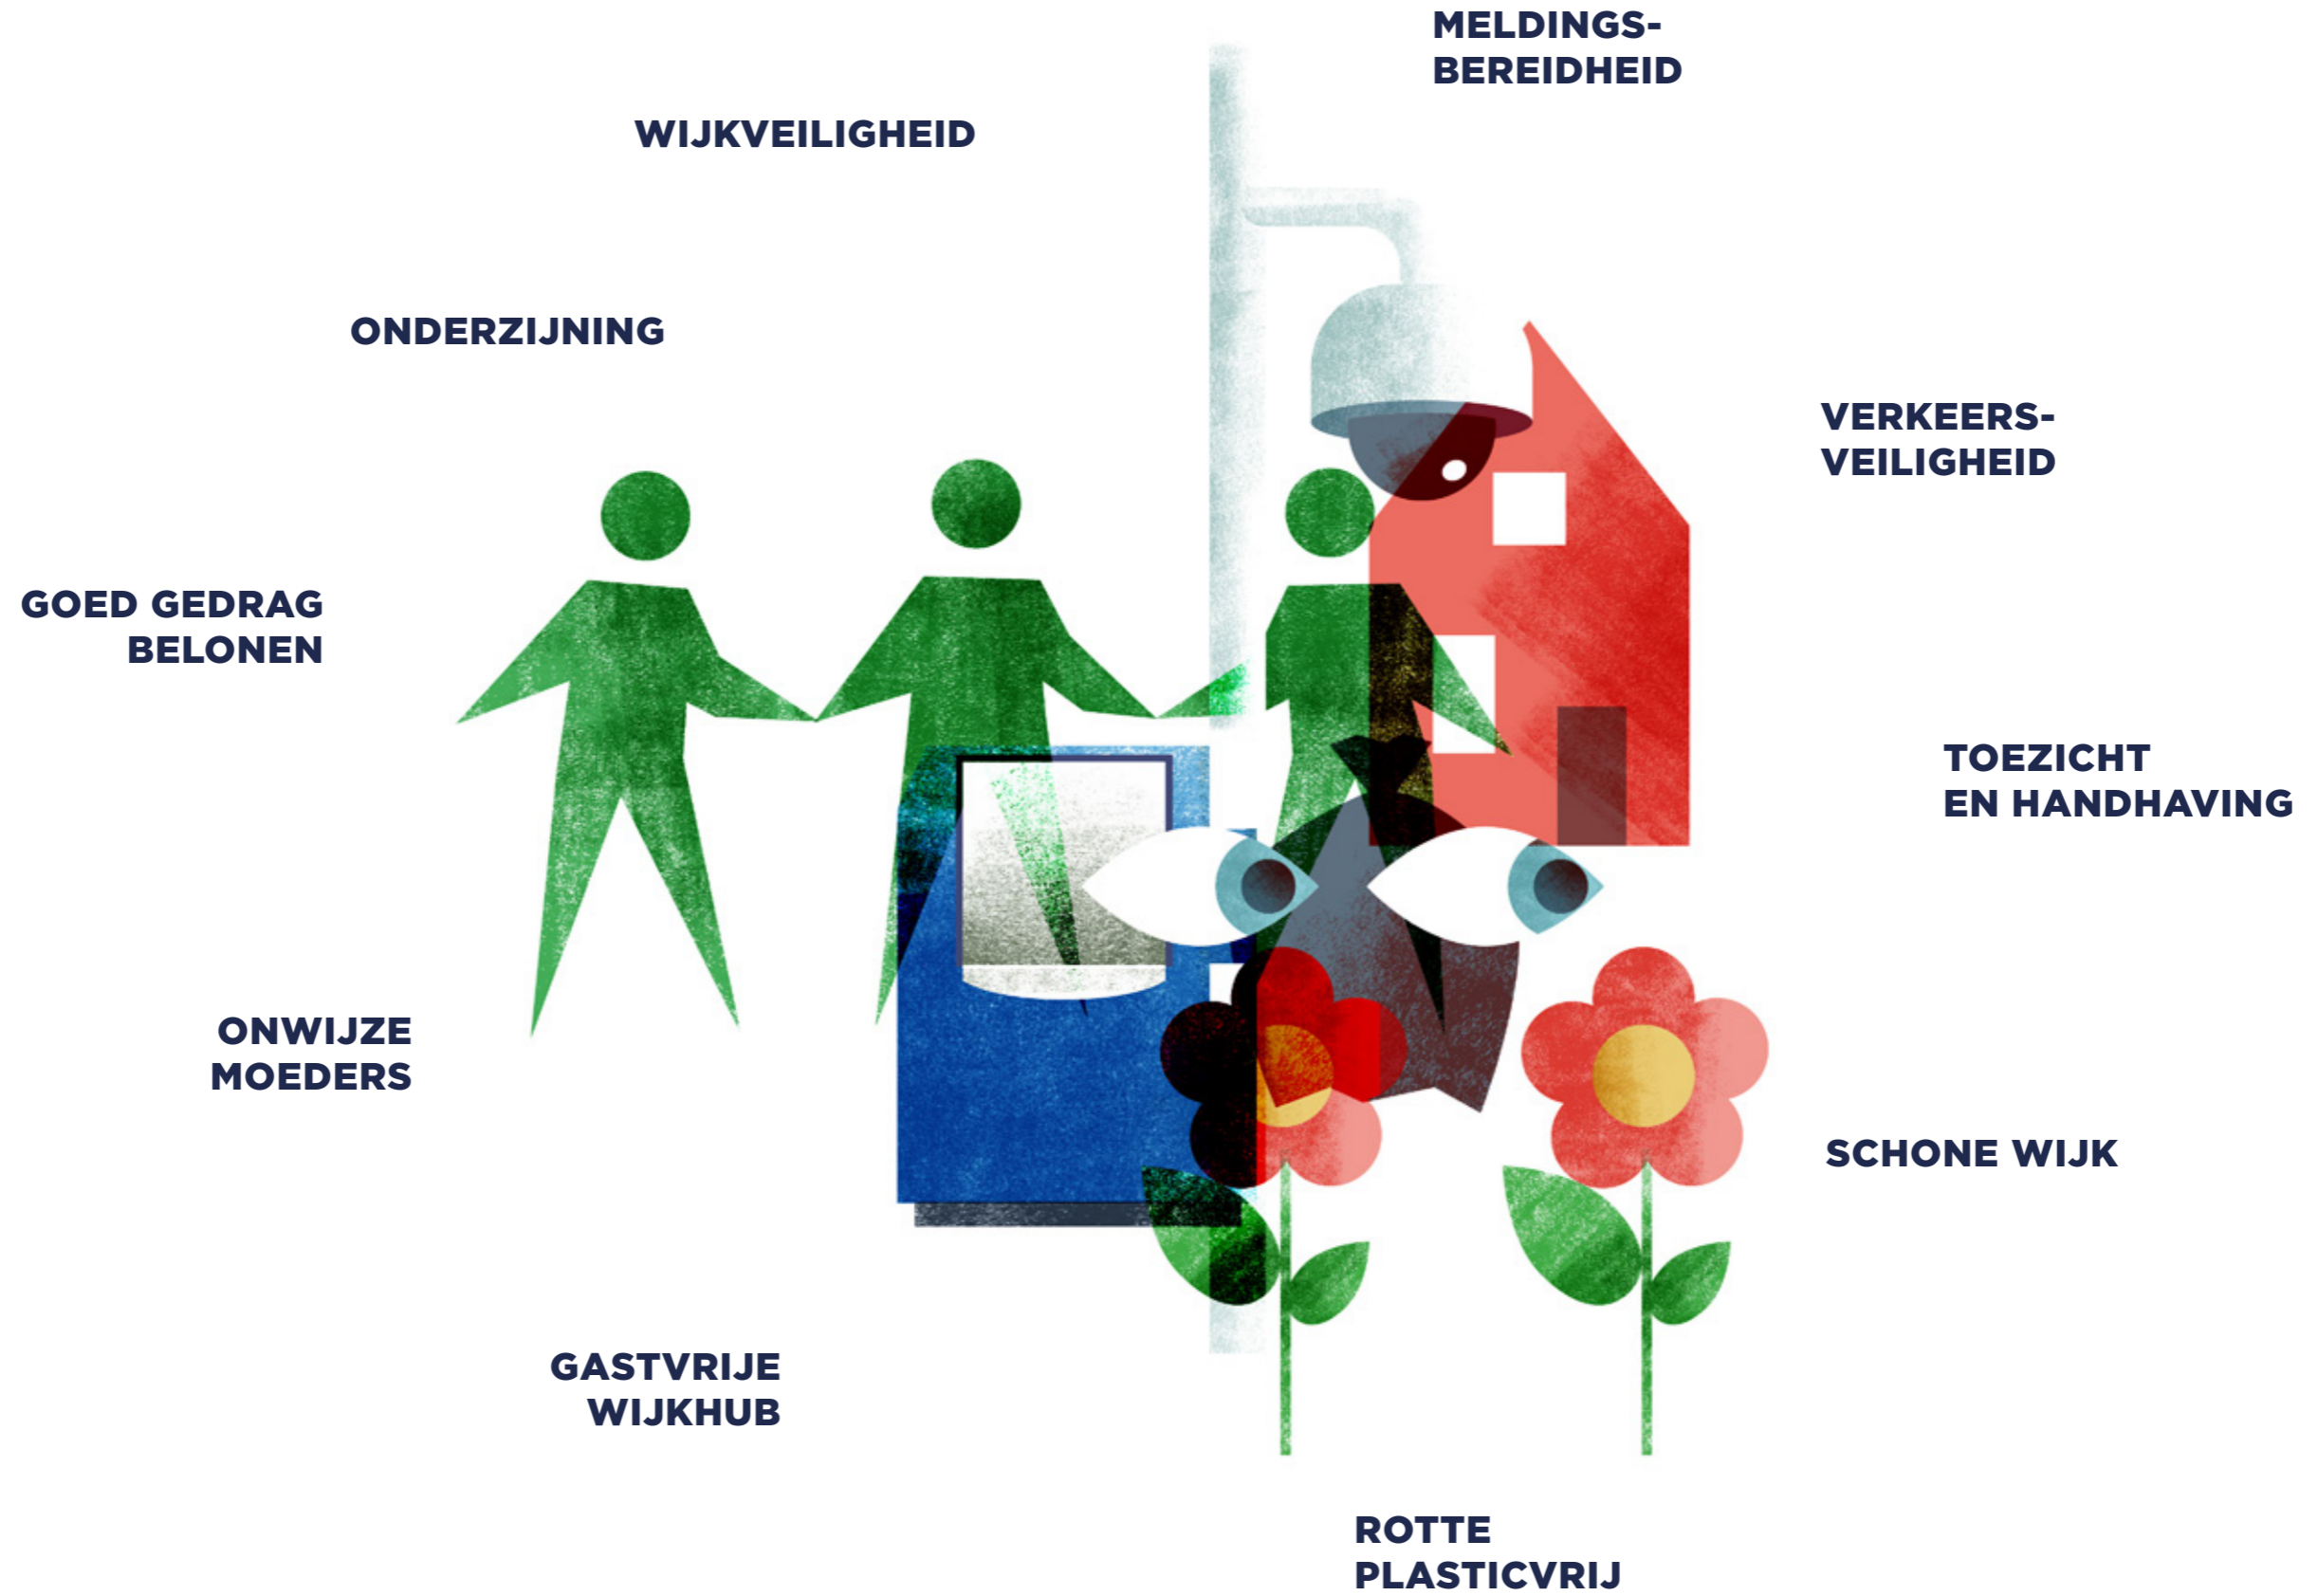 MELDINGS-
BEREIDHEID
WIJKVEILIGHEID
ONDERZIJNING
VERKEERS-
VEILIGHEID
GOED GEDRAG
BELONEN
TOEZICHT
EN HANDHAVING
ONWIJZE
MOEDERS
SCHONE WIJK
GASTVRIJE
WIJKHUB
ROTTE
PLASTICVRIJ